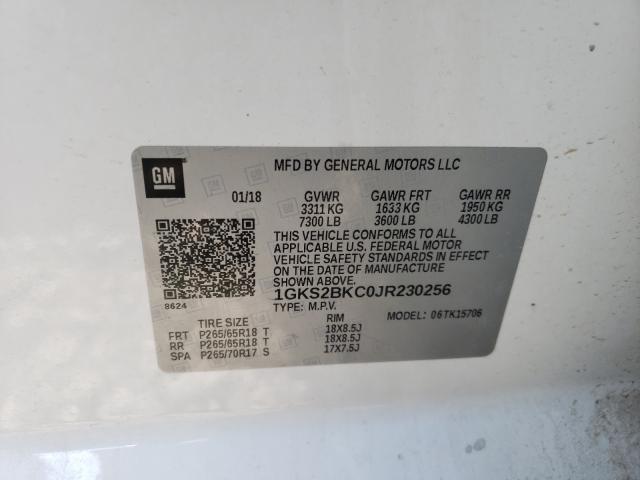 GM
MFD BY GENERAL MOTORS LLC
01/18 GVWR GAWR FRT GAWR RR
3311 KG 1633 KG 1950 KG
7300 LB 3600 LB 4300 LB
THIS VEHICLE CONFORMS TO ALL
APPLICABLE U.S. FEDERAL MOTOR
VEHICLE SAFETY STANDARDS IN EFFECT
ON THE DATE OF MANUFACTURE
SHOWN ABOVE.
1GKS2BKC0JR230256
8624
TYPE: M.P.V. MODEL: 06TK15706
TIRE SIZE RIM
FRT P265/65R18 T 18X8.5J
RR P265/65R18 T 18X8.5J
SPA P265/70R17 S 17X7.5J